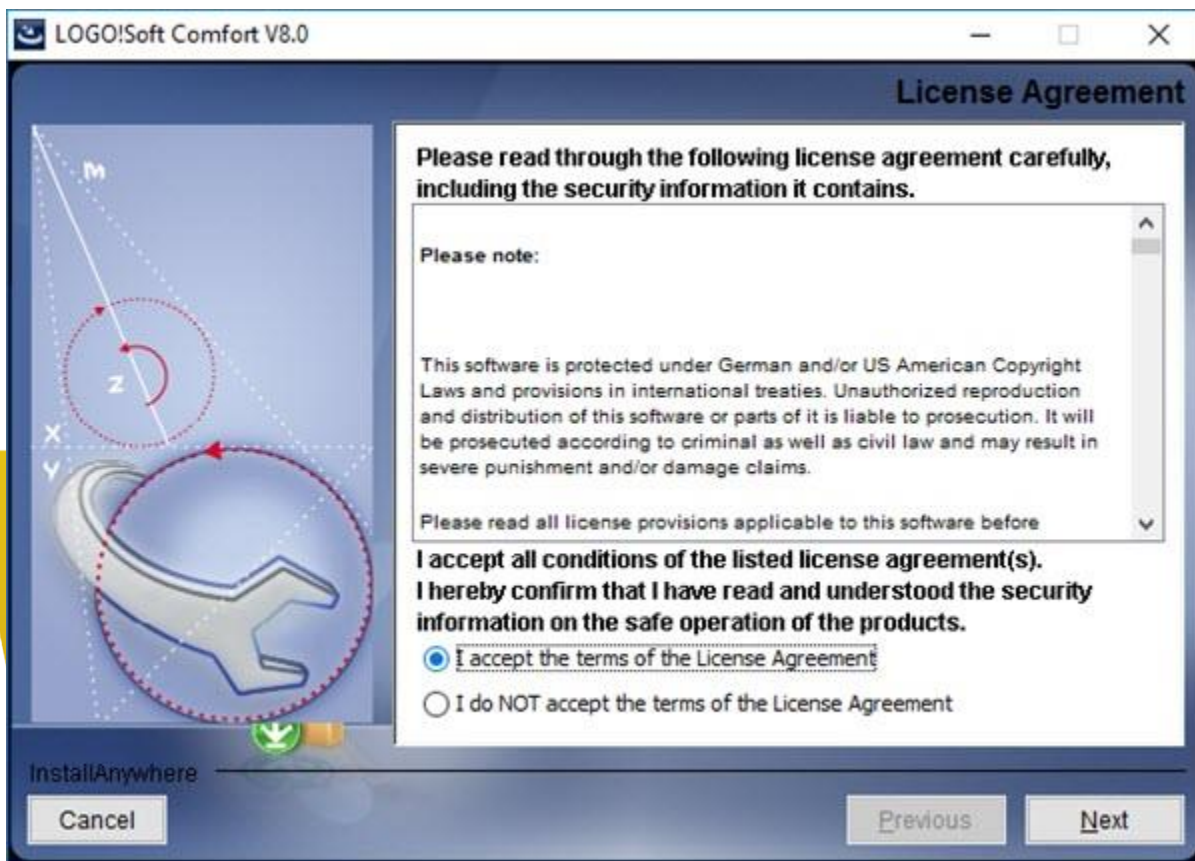 LOGO!Soft Comfort V8.0
License Agreement
M
Z
X
Y
Please read through the following license agreement carefully,
including the security information it contains.
Please note:
This software is protected under German and/or US American Copyright
Laws and provisions in international treaties. Unauthorized reproduction
and distribution of this software or parts of it is liable to prosecution. It will
be prosecuted according to criminal as well as civil law and may result in
severe punishment and/or damage claims.
Please read all license provisions applicable to this software before
I accept all conditions of the listed license agreement(s).
I hereby confirm that I have read and understood the security
information on the safe operation of the products.
I accept the terms of the License Agreement
I do NOT accept the terms of the License Agreement
InstallAnywhere
Cancel
Previous
Next